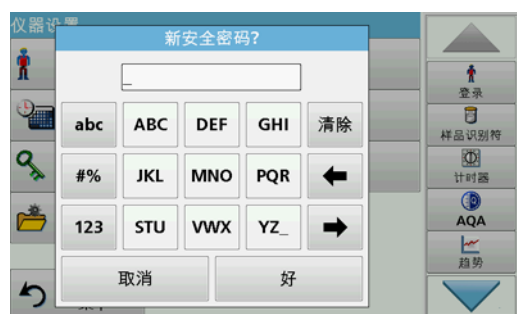 仪器设置
新安全密码?
_
abc ABC DEF GHI 清除
#% JKL MNO PQR
123 STU VWX YZ_
取消 好
登录
样品识别符
计时器
AQA
趋势